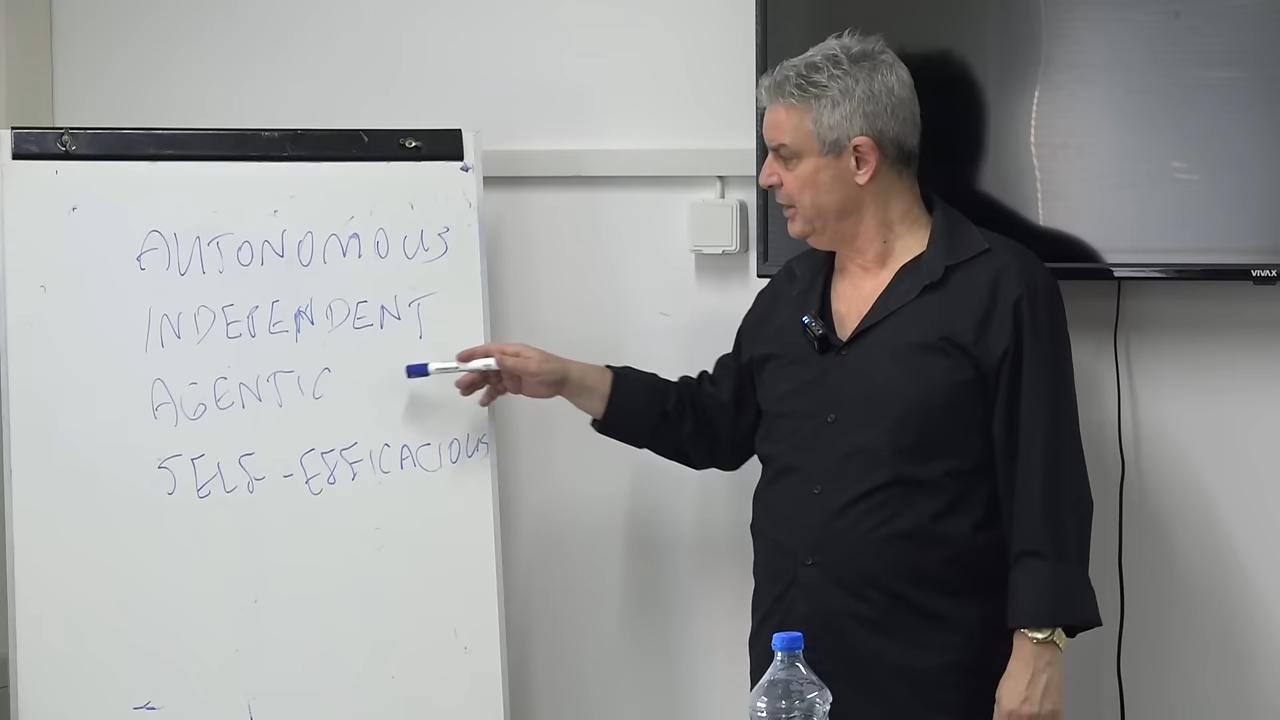 AUTONOMOUS
INDEPENDENT
AGENTIC
SELF-EFFICACIOUS
VIVAX